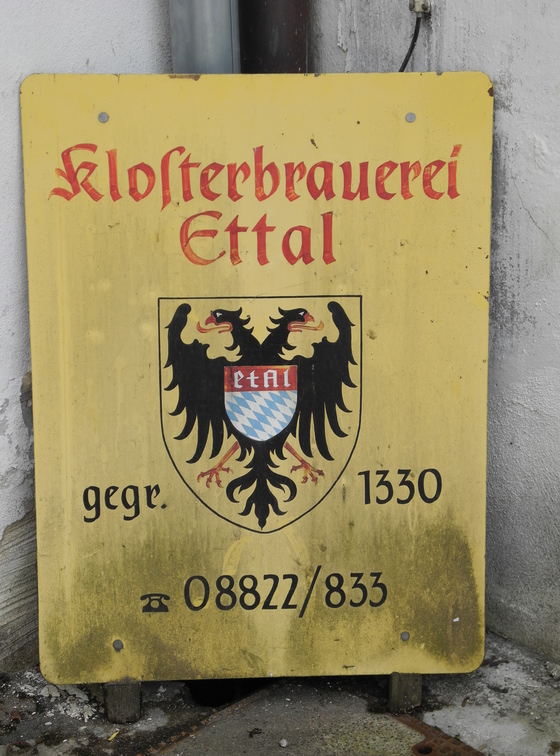 Kloſterbrauerei
Ettal
etal
gegr. 1330
08822/833